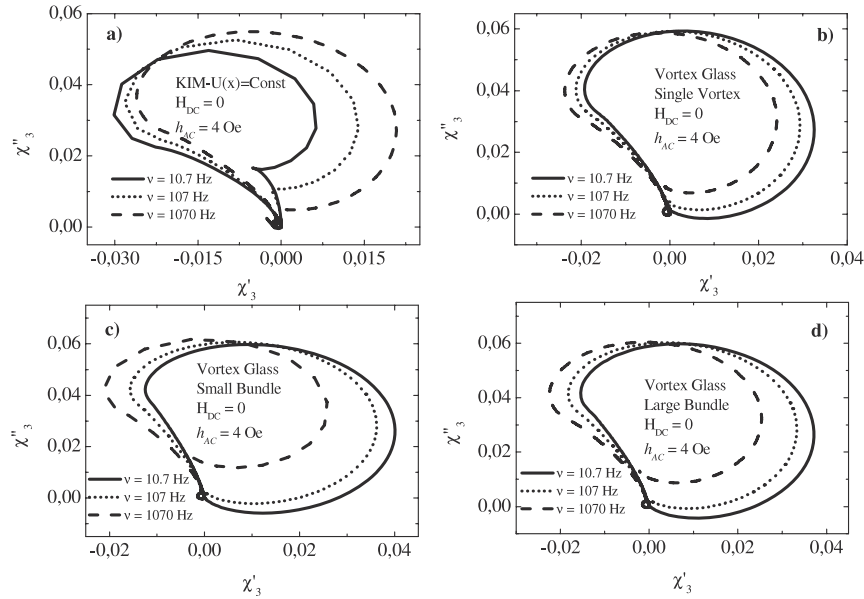 a)
KIM-U(x)=Const
H_DC = 0
h_AC = 4 Oe
ν = 10.7 Hz
ν = 107 Hz
ν = 1070 Hz
χ''_3
0,06
0,04
0,02
0,00
-0,030 -0,015 0,000 0,015
χ'_3
b)
Vortex Glass
Single Vortex
H_DC = 0
h_AC = 4 Oe
ν = 10.7 Hz
ν = 107 Hz
ν = 1070 Hz
χ''_3
0,06
0,04
0,02
0,00
-0,02 0,00 0,02 0,04
χ'_3
c)
Vortex Glass
Small Bundle
H_DC = 0
h_AC = 4 Oe
ν = 10.7 Hz
ν = 107 Hz
ν = 1070 Hz
χ''_3
0,06
0,04
0,02
0,00
-0,02 0,00 0,02 0,04
χ'_3
d)
Vortex Glass
Large Bundle
H_DC = 0
h_AC = 4 Oe
ν = 10.7 Hz
ν = 107 Hz
ν = 1070 Hz
χ''_3
0,06
0,04
0,02
0,00
-0,02 0,00 0,02 0,04
χ'_3